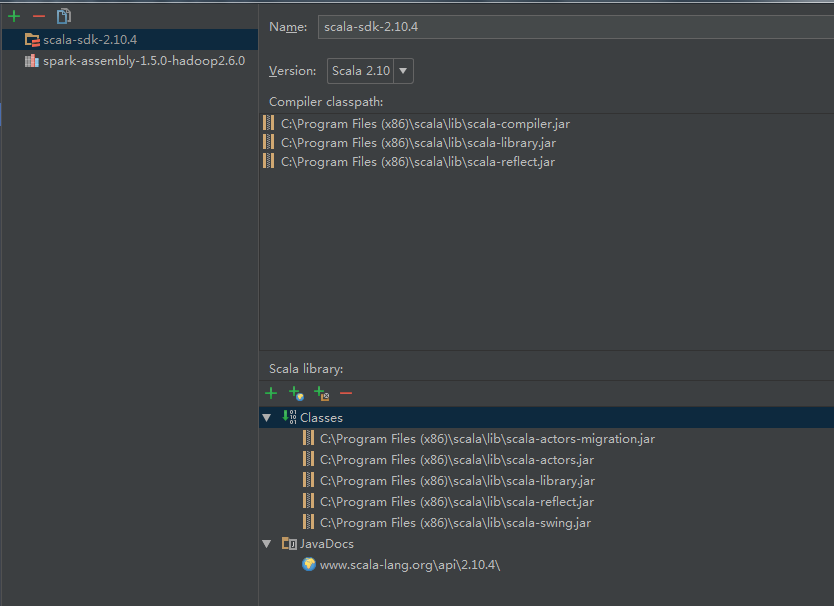 scala-sdk-2.10.4
spark-assembly-1.5.0-hadoop2.6.0
Name: scala-sdk-2.10.4
Version: Scala 2.10
Compiler classpath:
C:\Program Files (x86)\scala\lib\scala-compiler.jar
C:\Program Files (x86)\scala\lib\scala-library.jar
C:\Program Files (x86)\scala\lib\scala-reflect.jar
Scala library:
Classes
C:\Program Files (x86)\scala\lib\scala-actors-migration.jar
C:\Program Files (x86)\scala\lib\scala-actors.jar
C:\Program Files (x86)\scala\lib\scala-library.jar
C:\Program Files (x86)\scala\lib\scala-reflect.jar
C:\Program Files (x86)\scala\lib\scala-swing.jar
JavaDocs
www.scala-lang.org\api\2.10.4\